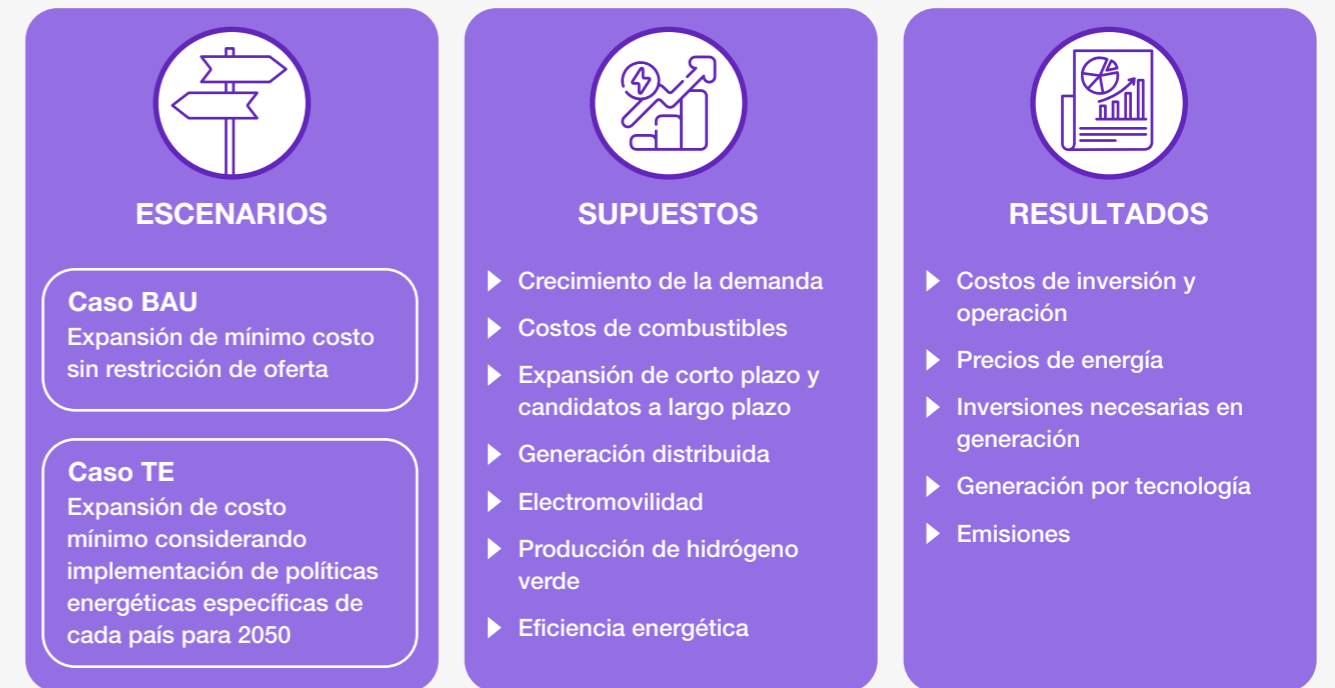 ESCENARIOS
Caso BAU
Expansión de mínimo costo
sin restricción de oferta
Caso TE
Expansión de costo
mínimo considerando
implementación de políticas
energéticas específicas de
cada país para 2050
SUPUESTOS
Crecimiento de la demanda
Costos de combustibles
Expansión de corto plazo y
candidatos a largo plazo
Generación distribuida
Electromovilidad
Producción de hidrógeno
verde
Eficiencia energética
RESULTADOS
Costos de inversión y
operación
Precios de energía
Inversiones necesarias en
generación
Generación por tecnología
Emisiones